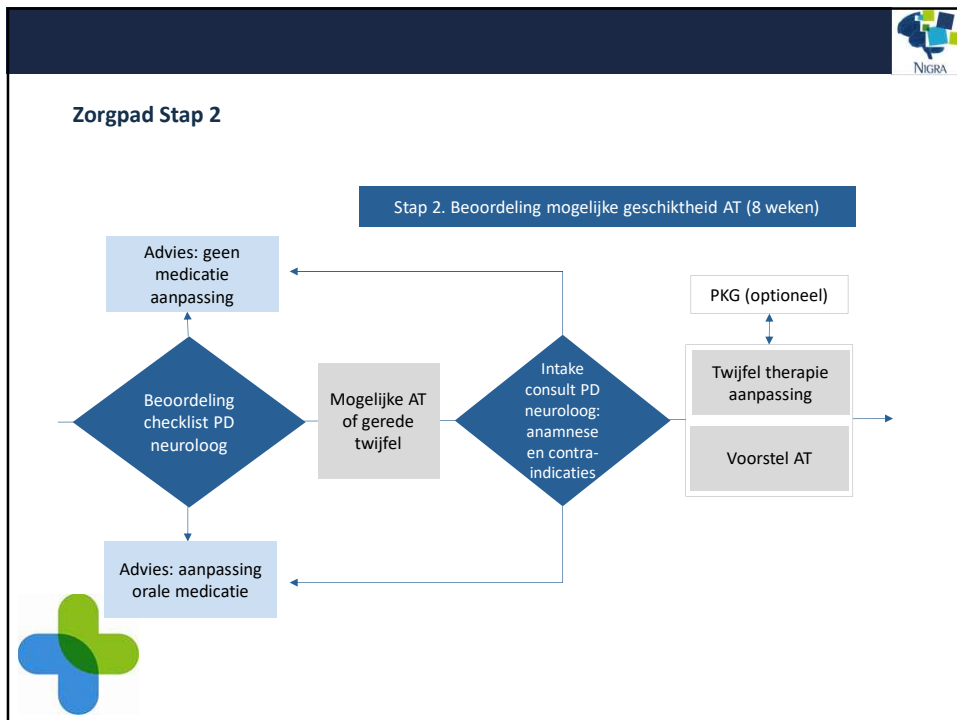 NIGRA
Zorgpad Stap 2
Stap 2. Beoordeling mogelijke geschiktheid AT (8 weken)
Advies: geen
medicatie
aanpassing
PKG (optioneel)
Beoordeling
checklist PD
neuroloog
Mogelijke AT
of gerede
twijfel
Intake
consult PD
neuroloog:
anamnese
en contra-
indicaties
Twijfel therapie
aanpassing
Voorstel AT
Advies: aanpassing
orale medicatie